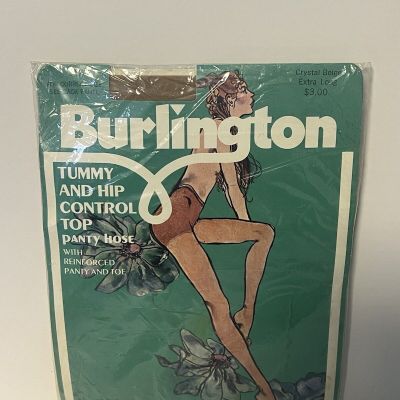 Crystal Beige
Extra Long
$3.00
Burlington
TUMMY
AND HIP
CONTROL
TOP
panty hose
WITH
REINFORCED
PANTY AND TOE